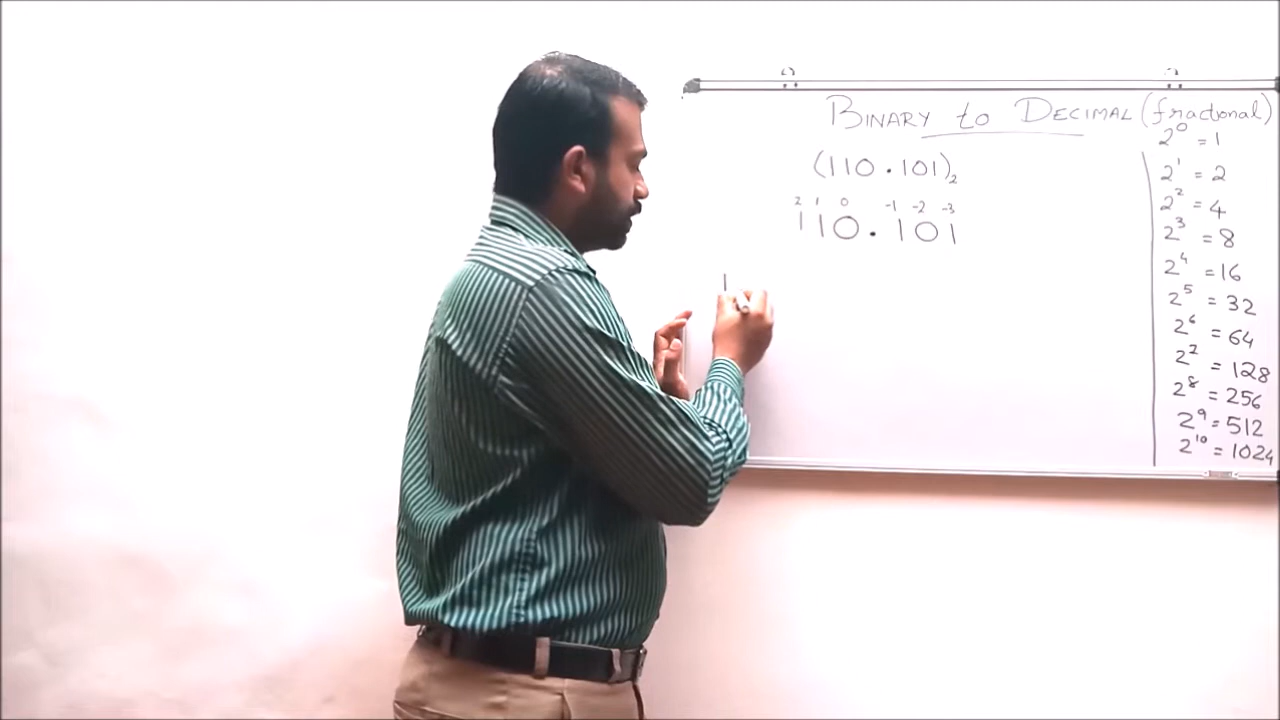 BINARY to DECIMAL (fractional)
(110.101)₂
2 1 0 -1 -2 -3
110.101
1
2⁰ = 1
2¹ = 2
2² = 4
2³ = 8
2⁴ = 16
2⁵ = 32
2⁶ = 64
2⁷ = 128
2⁸ = 256
2⁹ = 512
2¹⁰ = 1024